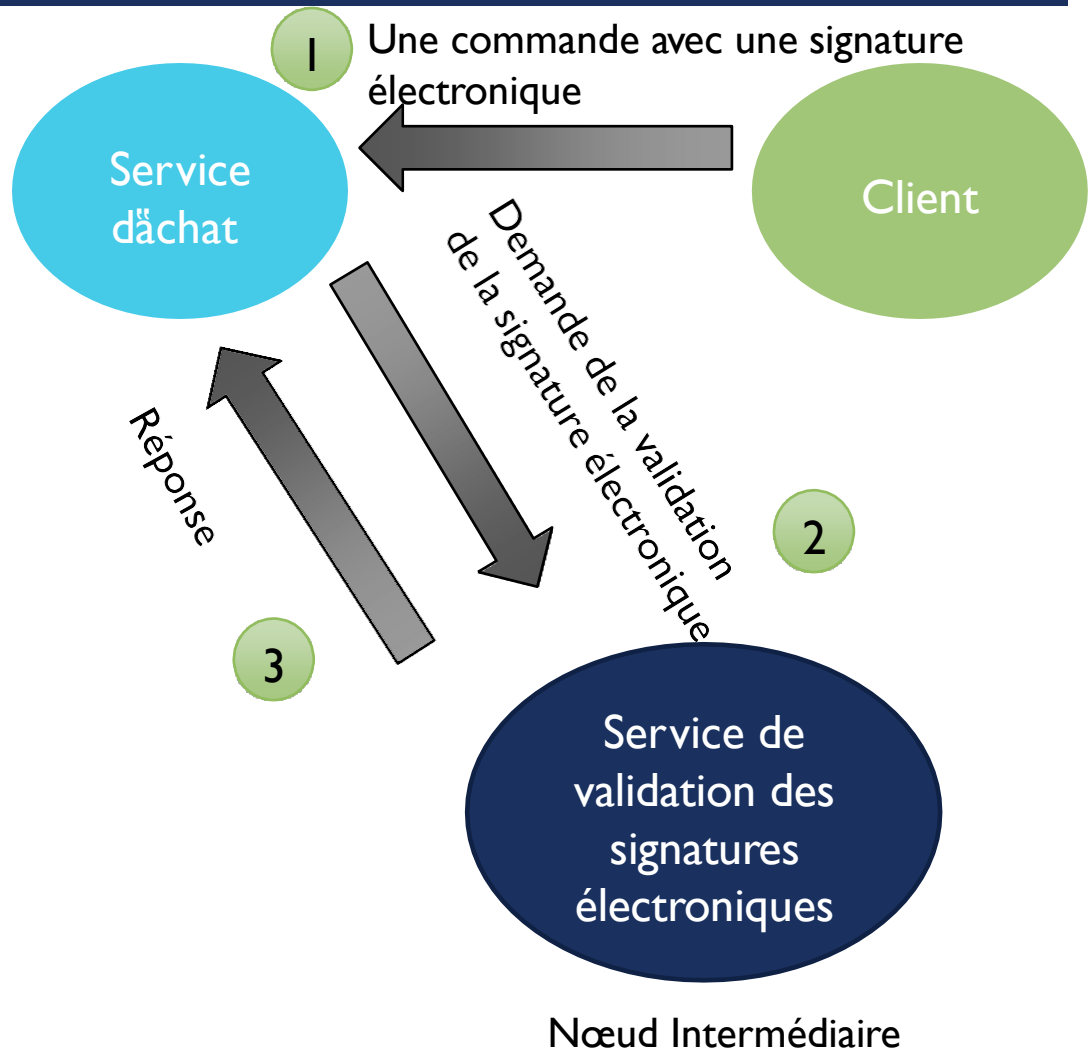 1
Une commande avec une signature
électronique
Service
d'achat
Client
Demande de la validation
de la signature électronique
Réponse
2
3
Service de
validation des
signatures
électroniques
Nœud Intermédiaire